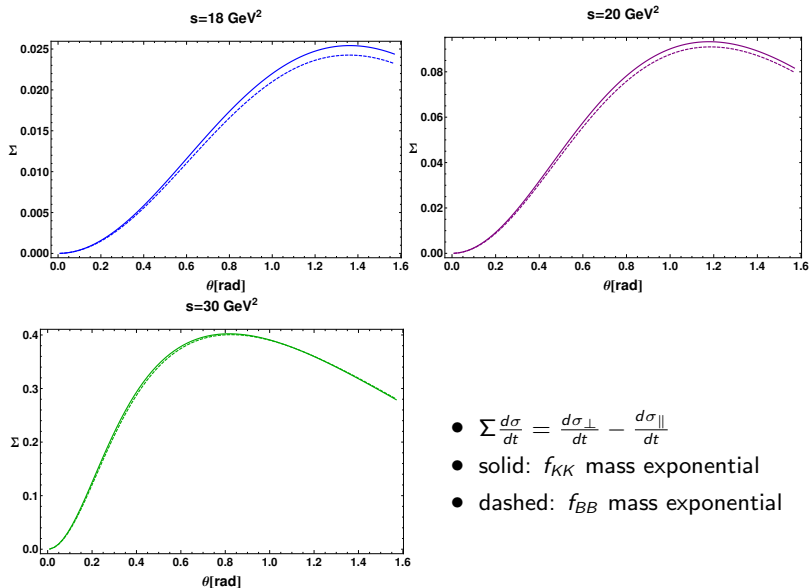 s=18 GeV²
0.025
0.020
0.015
Σ
0.010
0.005
0.000
0.0 0.2 0.4 0.6 0.8 1.0 1.2 1.4 1.6
θ[rad]
s=20 GeV²
0.08
0.06
Σ
0.04
0.02
0.00
0.0 0.2 0.4 0.6 0.8 1.0 1.2 1.4 1.6
θ[rad]
s=30 GeV²
0.4
0.3
Σ
0.2
0.1
0.0
0.0 0.2 0.4 0.6 0.8 1.0 1.2 1.4 1.6
θ[rad]
• Σ dσ/dt = dσ⊥/dt − dσ∥/dt
• solid: f_KK mass exponential
• dashed: f_BB mass exponential